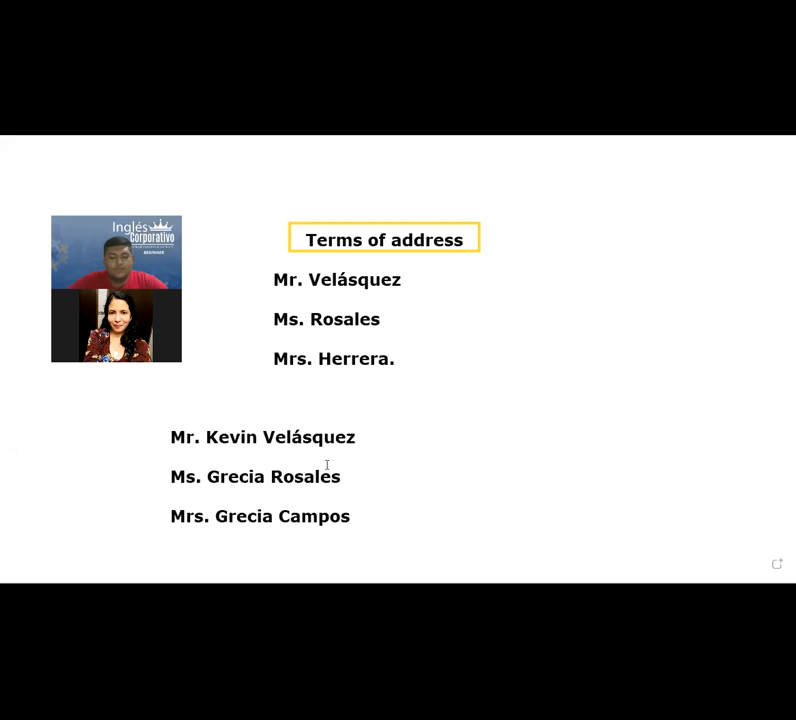 Inglés
Corporativo
Terms of address
Mr. Velásquez
Ms. Rosales
Mrs. Herrera.
Mr. Kevin Velásquez
Ms. Grecia Rosales
Mrs. Grecia Campos